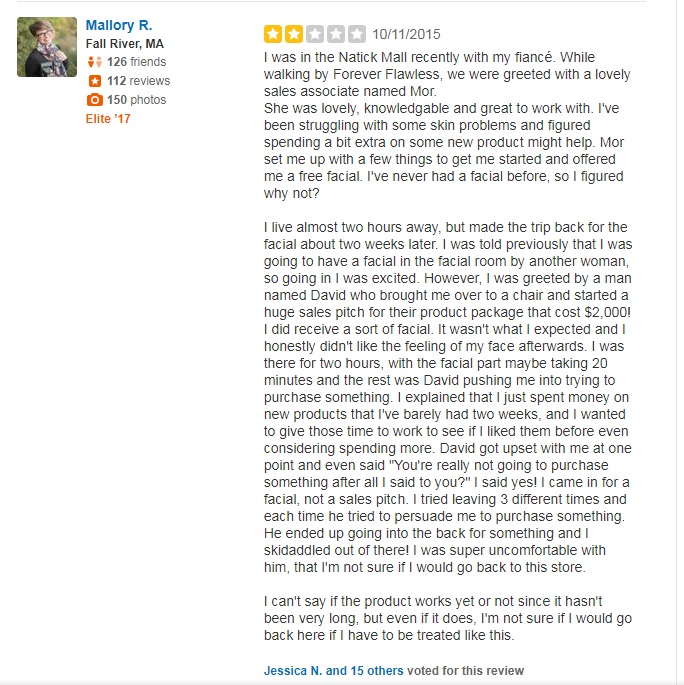 Mallory R.
Fall River, MA
126 friends
112 reviews
150 photos
Elite '17
10/11/2015
I was in the Natick Mall recently with my fiancé. While
walking by Forever Flawless, we were greeted with a lovely
sales associate named Mor.
She was lovely, knowledgable and great to work with. I've
been struggling with some skin problems and figured
spending a bit extra on some new product might help. Mor
set me up with a few things to get me started and offered
me a free facial. I've never had a facial before, so I figured
why not?
I live almost two hours away, but made the trip back for the
facial about two weeks later. I was told previously that I was
going to have a facial in the facial room by another woman,
so going in I was excited. However, I was greeted by a man
named David who brought me over to a chair and started a
huge sales pitch for their product package that cost $2,000!
I did receive a sort of facial. It wasn't what I expected and I
honestly didn't like the feeling of my face afterwards. I was
there for two hours, with the facial part maybe taking 20
minutes and the rest was David pushing me into trying to
purchase something. I explained that I just spent money on
new products that I've barely had two weeks, and I wanted
to give those time to work to see if I liked them before even
considering spending more. David got upset with me at one
point and even said "You're really not going to purchase
something after all I said to you?" I said yes! I came in for a
facial, not a sales pitch. I tried leaving 3 different times and
each time he tried to persuade me to purchase something.
He ended up going into the back for something and I
skidaddled out of there! I was super uncomfortable with
him, that I'm not sure if I would go back to this store.
I can't say if the product works yet or not since it hasn't
been very long, but even if it does, I'm not sure if I would go
back here if I have to be treated like this.
Jessica N. and 15 others voted for this review